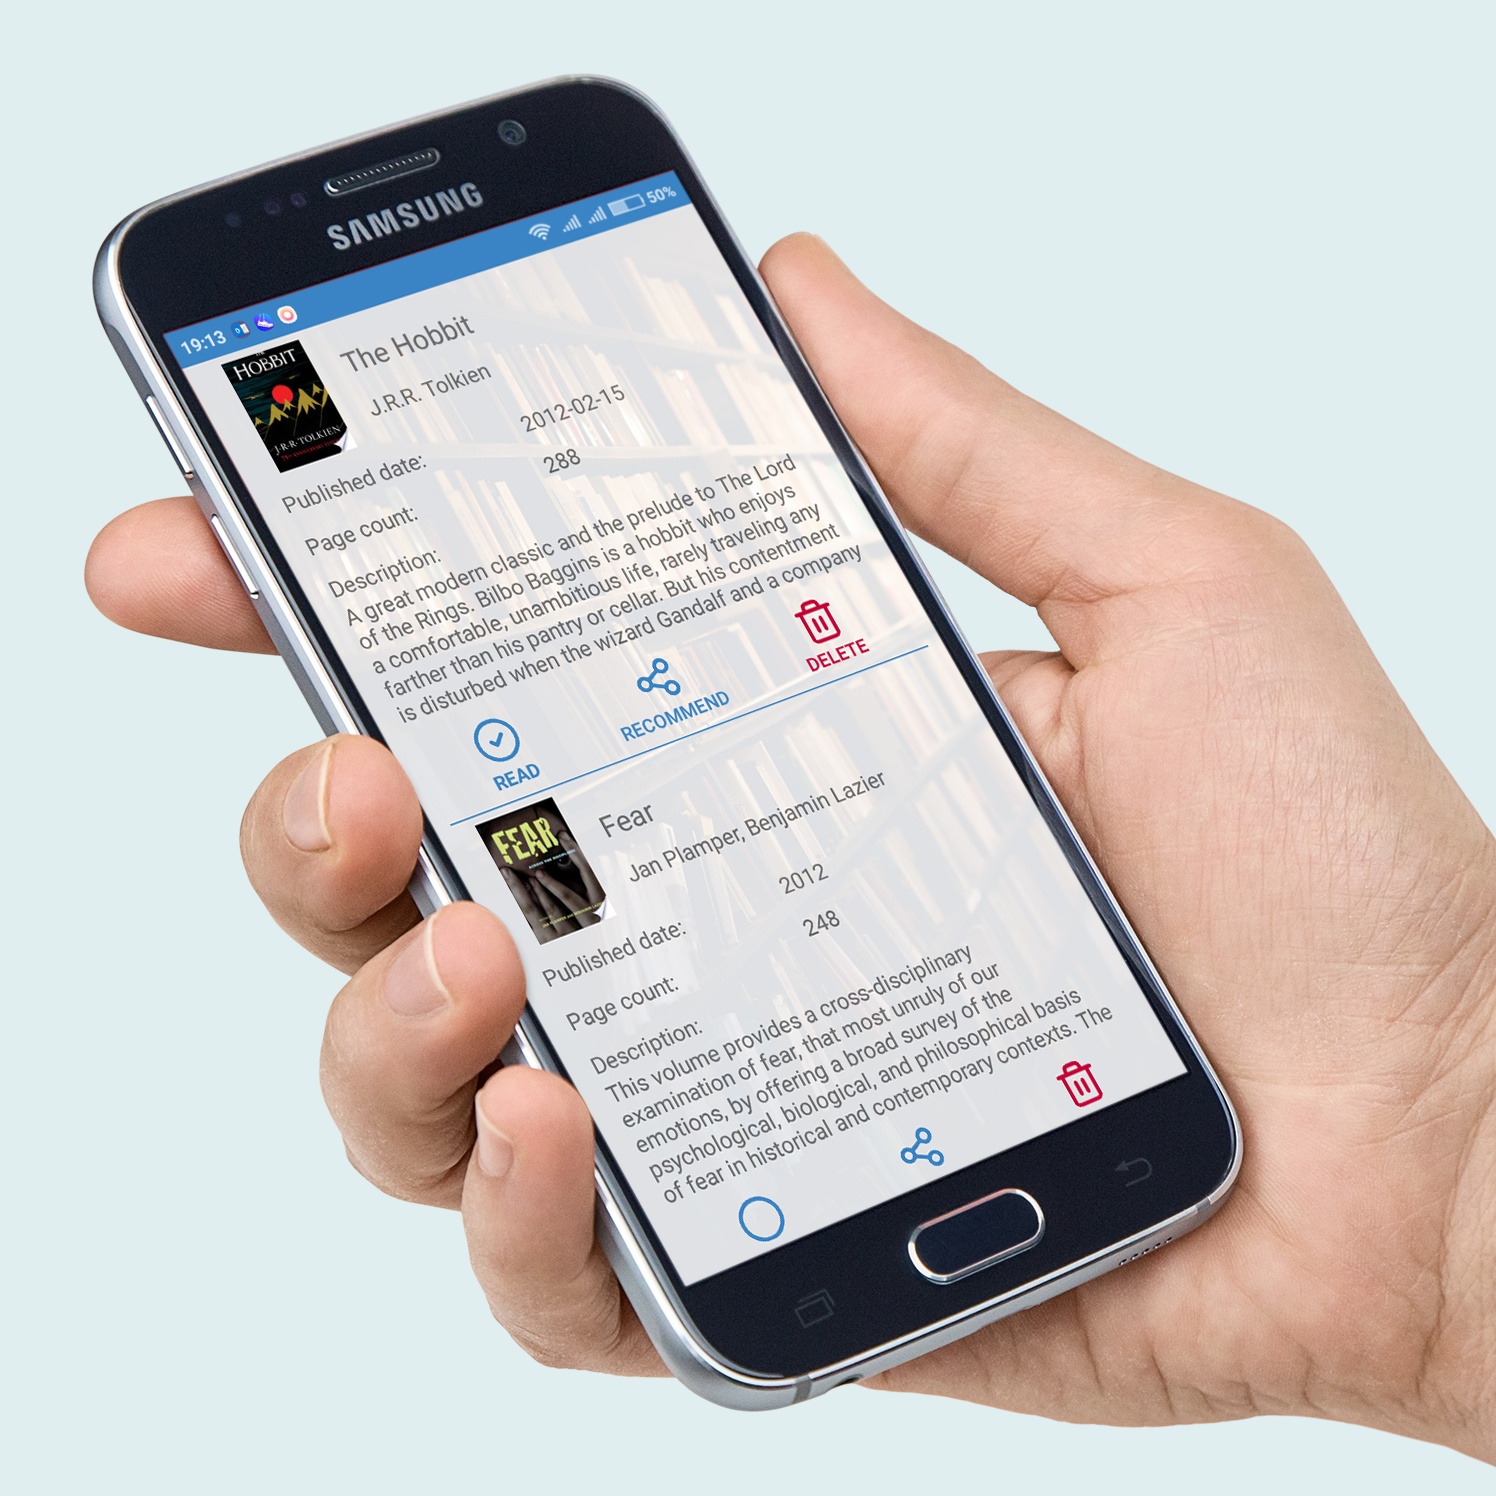 SAMSUNG
19:13
50%
HOBBIT
J.R.R. TOLKIEN
The Hobbit
J.R.R. Tolkien
Published date: 2012-02-15
Page count: 288
Description:
A great modern classic and the prelude to The Lord
of the Rings. Bilbo Baggins is a hobbit who enjoys
a comfortable, unambitious life, rarely traveling any
farther than his pantry or cellar. But his contentment
is disturbed when the wizard Gandalf and a company
READ
RECOMMEND
DELETE
FEAR
Fear
Jan Plamper, Benjamin Lazier
Published date: 2012
Page count: 248
Description:
This volume provides a cross-disciplinary
examination of fear, that most unruly of our
emotions, by offering a broad survey of the
psychological, biological, and philosophical basis
of fear in historical and contemporary contexts. The